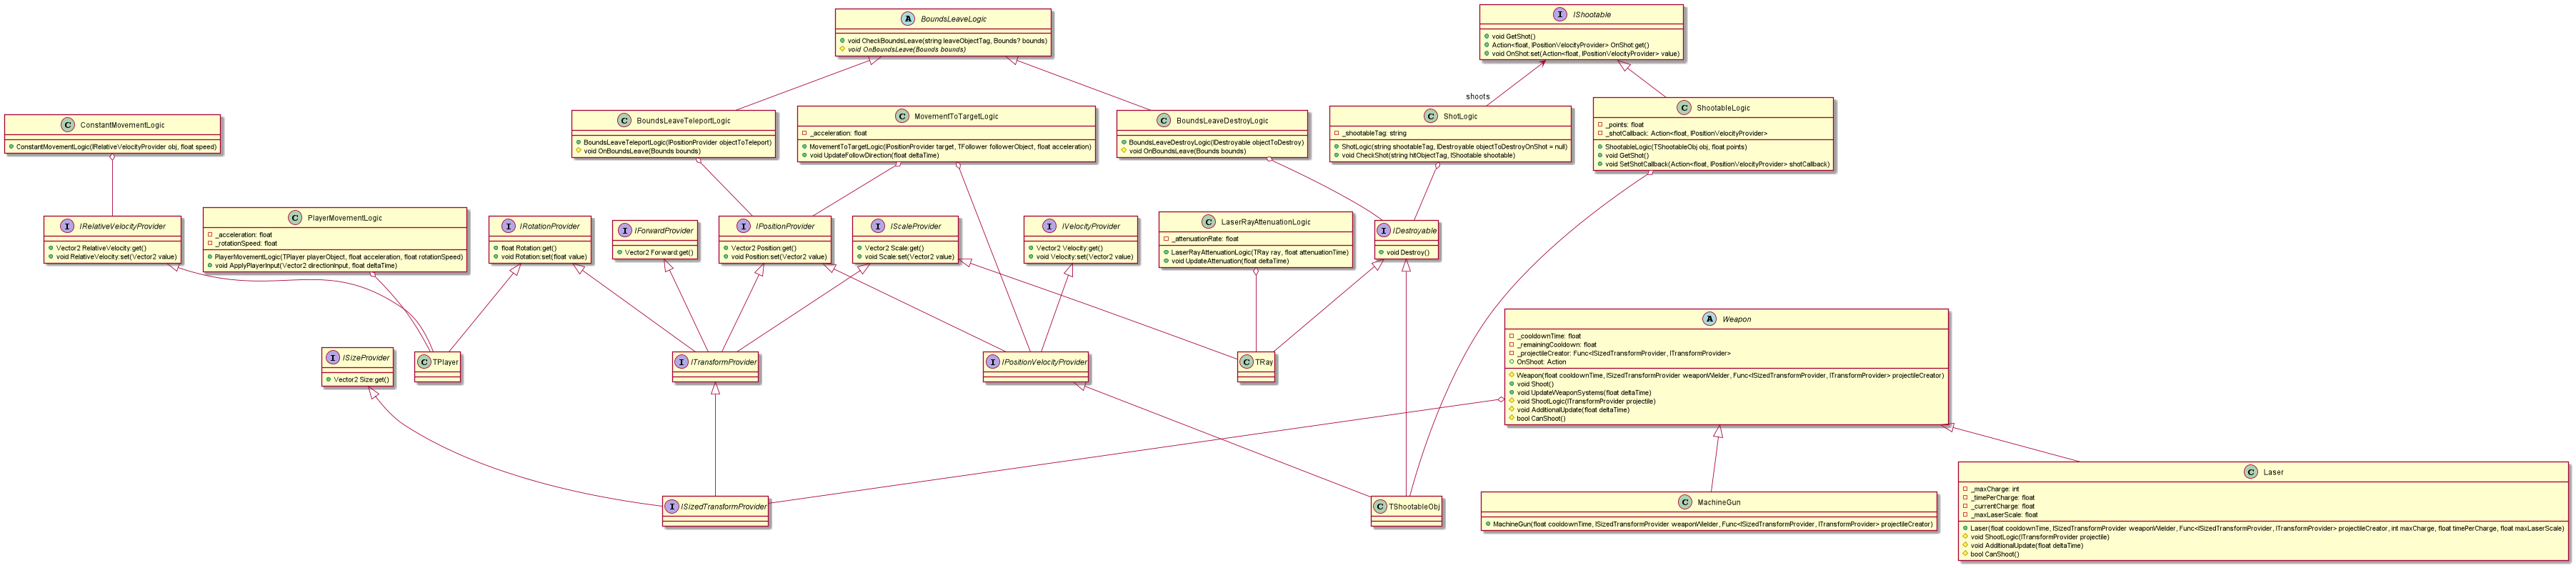 A BoundsLeaveLogic
void CheckBoundsLeave(string leaveObjectTag, Bounds? bounds)
void OnBoundsLeave(Bounds bounds)
I IShootable
void GetShot()
Action<float, IPositionVelocityProvider> OnShot:get()
void OnShot:set(Action<float, IPositionVelocityProvider> value)
shoots
C ConstantMovementLogic
ConstantMovementLogic(IRelativeVelocityProvider obj, float speed)
C BoundsLeaveTeleportLogic
BoundsLeaveTeleportLogic(IPositionProvider objectToTeleport)
void OnBoundsLeave(Bounds bounds)
C MovementToTargetLogic
_acceleration: float
MovementToTargetLogic(IPositionProvider target, TFollower followerObject, float acceleration)
void UpdateFollowDirection(float deltaTime)
C BoundsLeaveDestroyLogic
BoundsLeaveDestroyLogic(IDestroyable objectToDestroy)
void OnBoundsLeave(Bounds bounds)
C ShotLogic
_shootableTag: string
ShotLogic(string shootableTag, IDestroyable objectToDestroyOnShot = null)
void CheckShot(string hitObjectTag, IShootable shootable)
C ShootableLogic
_points: float
_shotCallback: Action<float, IPositionVelocityProvider>
ShootableLogic(TShootableObj obj, float points)
void GetShot()
void SetShotCallback(Action<float, IPositionVelocityProvider> shotCallback)
I IRelativeVelocityProvider
Vector2 RelativeVelocity:get()
void RelativeVelocity:set(Vector2 value)
C PlayerMovementLogic
_acceleration: float
_rotationSpeed: float
PlayerMovementLogic(TPlayer playerObject, float acceleration, float rotationSpeed)
void ApplyPlayerInput(Vector2 directionInput, float deltaTime)
I IRotationProvider
float Rotation:get()
void Rotation:set(float value)
I IForwardProvider
Vector2 Forward:get()
I IPositionProvider
Vector2 Position:get()
void Position:set(Vector2 value)
I IScaleProvider
Vector2 Scale:get()
void Scale:set(Vector2 value)
I IVelocityProvider
Vector2 Velocity:get()
void Velocity:set(Vector2 value)
C LaserRayAttenuationLogic
_attenuationRate: float
LaserRayAttenuationLogic(TRay ray, float attenuationTime)
void UpdateAttenuation(float deltaTime)
I IDestroyable
void Destroy()
A Weapon
_cooldownTime: float
_remainingCooldown: float
_projectileCreator: Func<ISizedTransformProvider, ITransformProvider>
OnShoot: Action
Weapon(float cooldownTime, ISizedTransformProvider weaponWielder, Func<ISizedTransformProvider, ITransformProvider> projectileCreator)
void Shoot()
void UpdateWeaponSystems(float deltaTime)
void ShootLogic(ITransformProvider projectile)
void AdditionalUpdate(float deltaTime)
bool CanShoot()
I ISizeProvider
Vector2 Size:get()
C TPlayer
I ITransformProvider
I IPositionVelocityProvider
C TRay
I ISizedTransformProvider
C TShootableObj
C MachineGun
MachineGun(float cooldownTime, ISizedTransformProvider weaponWielder, Func<ISizedTransformProvider, ITransformProvider> projectileCreator)
C Laser
_maxCharge: int
_timePerCharge: float
_currentCharge: float
_maxLaserScale: float
Laser(float cooldownTime, ISizedTransformProvider weaponWielder, Func<ISizedTransformProvider, ITransformProvider> projectileCreator, int maxCharge, float timePerCharge, float maxLaserScale)
void ShootLogic(ITransformProvider projectile)
void AdditionalUpdate(float deltaTime)
bool CanShoot()